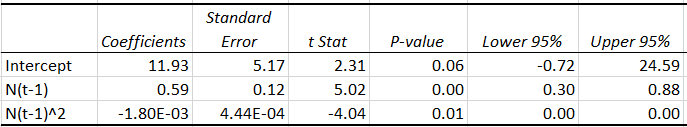 Coefficients Standard Error t Stat P-value Lower 95% Upper 95%
Intercept 11.93 5.17 2.31 0.06 -0.72 24.59
N(t-1) 0.59 0.12 5.02 0.00 0.30 0.88
N(t-1)^2 -1.80E-03 4.44E-04 -4.04 0.01 0.00 0.00